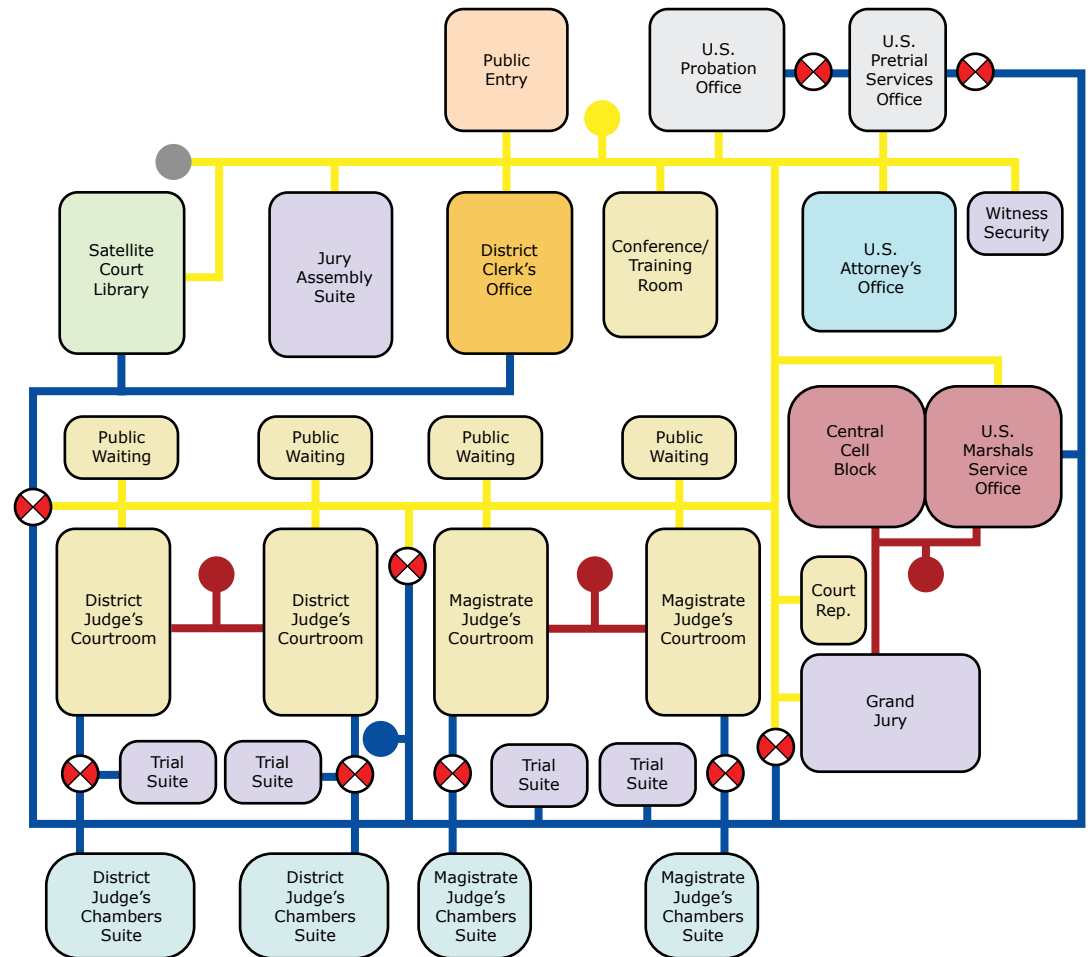 Public
Entry
U.S.
Probation
Office
U.S.
Pretrial
Services
Office
Satellite
Court
Library
Jury
Assembly
Suite
District
Clerk's
Office
Conference/
Training
Room
U.S.
Attorney's
Office
Witness
Security
Public
Waiting
Public
Waiting
Public
Waiting
Public
Waiting
Central
Cell
Block
U.S.
Marshals
Service
Office
District
Judge's
Courtroom
District
Judge's
Courtroom
Magistrate
Judge's
Courtroom
Magistrate
Judge's
Courtroom
Court
Rep.
Grand
Jury
Trial
Suite
Trial
Suite
Trial
Suite
Trial
Suite
District
Judge's
Chambers
Suite
District
Judge's
Chambers
Suite
Magistrate
Judge's
Chambers
Suite
Magistrate
Judge's
Chambers
Suite